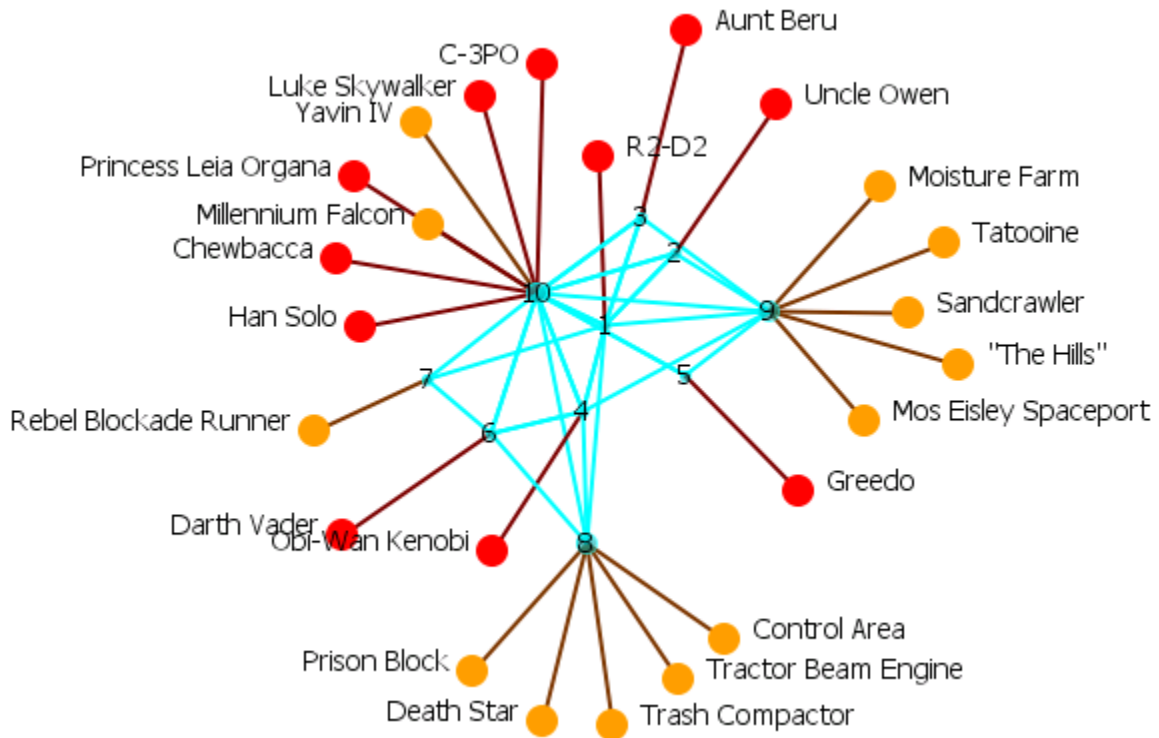 Aunt Beru
C-3PO
Luke Skywalker
Uncle Owen
Yavin IV
R2-D2
Princess Leia Organa
Moisture Farm
Millennium Falcon
3
Tatooine
Chewbacca
2
10
Sandcrawler
9
Han Solo
1
"The Hills"
7
5
Rebel Blockade Runner
4
Mos Eisley Spaceport
6
Greedo
Darth Vader
Obi-Wan Kenobi
8
Control Area
Prison Block
Tractor Beam Engine
Death Star
Trash Compactor